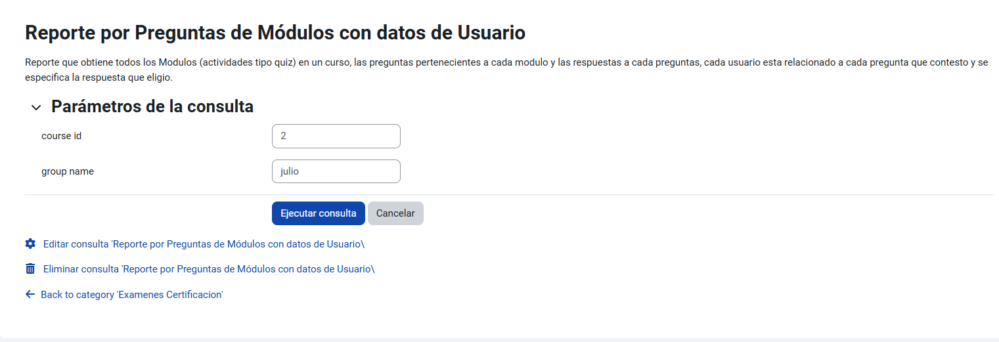 Reporte por Preguntas de Módulos con datos de Usuario
Reporte que obtiene todos los Modulos (actividades tipo quiz) en un curso, las preguntas pertenecientes a cada modulo y las respuestas a cada preguntas, cada usuario esta relacionado a cada pregunta que contesto y se
especifica la respuesta que eligio.
Parámetros de la consulta
course id
2
group name
julio
Ejecutar consulta
Cancelar
Editar consulta 'Reporte por Preguntas de Módulos con datos de Usuario\
Eliminar consulta 'Reporte por Preguntas de Módulos con datos de Usuario\
Back to category 'Examenes Certificacion'